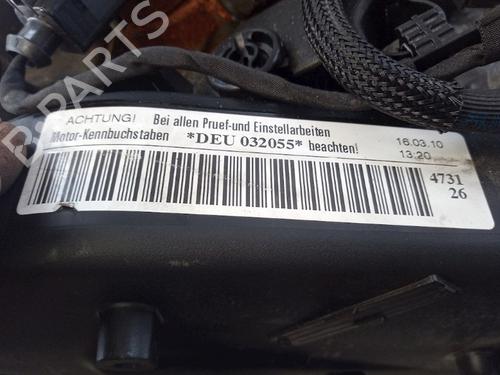 ACHTUNG! Bei allen Pruef-und Einstellarbeiten
Motor-Kennbuchstaben *DEU 032055* beachten!
16.03.10
13.20
4731
26
B-PARTS